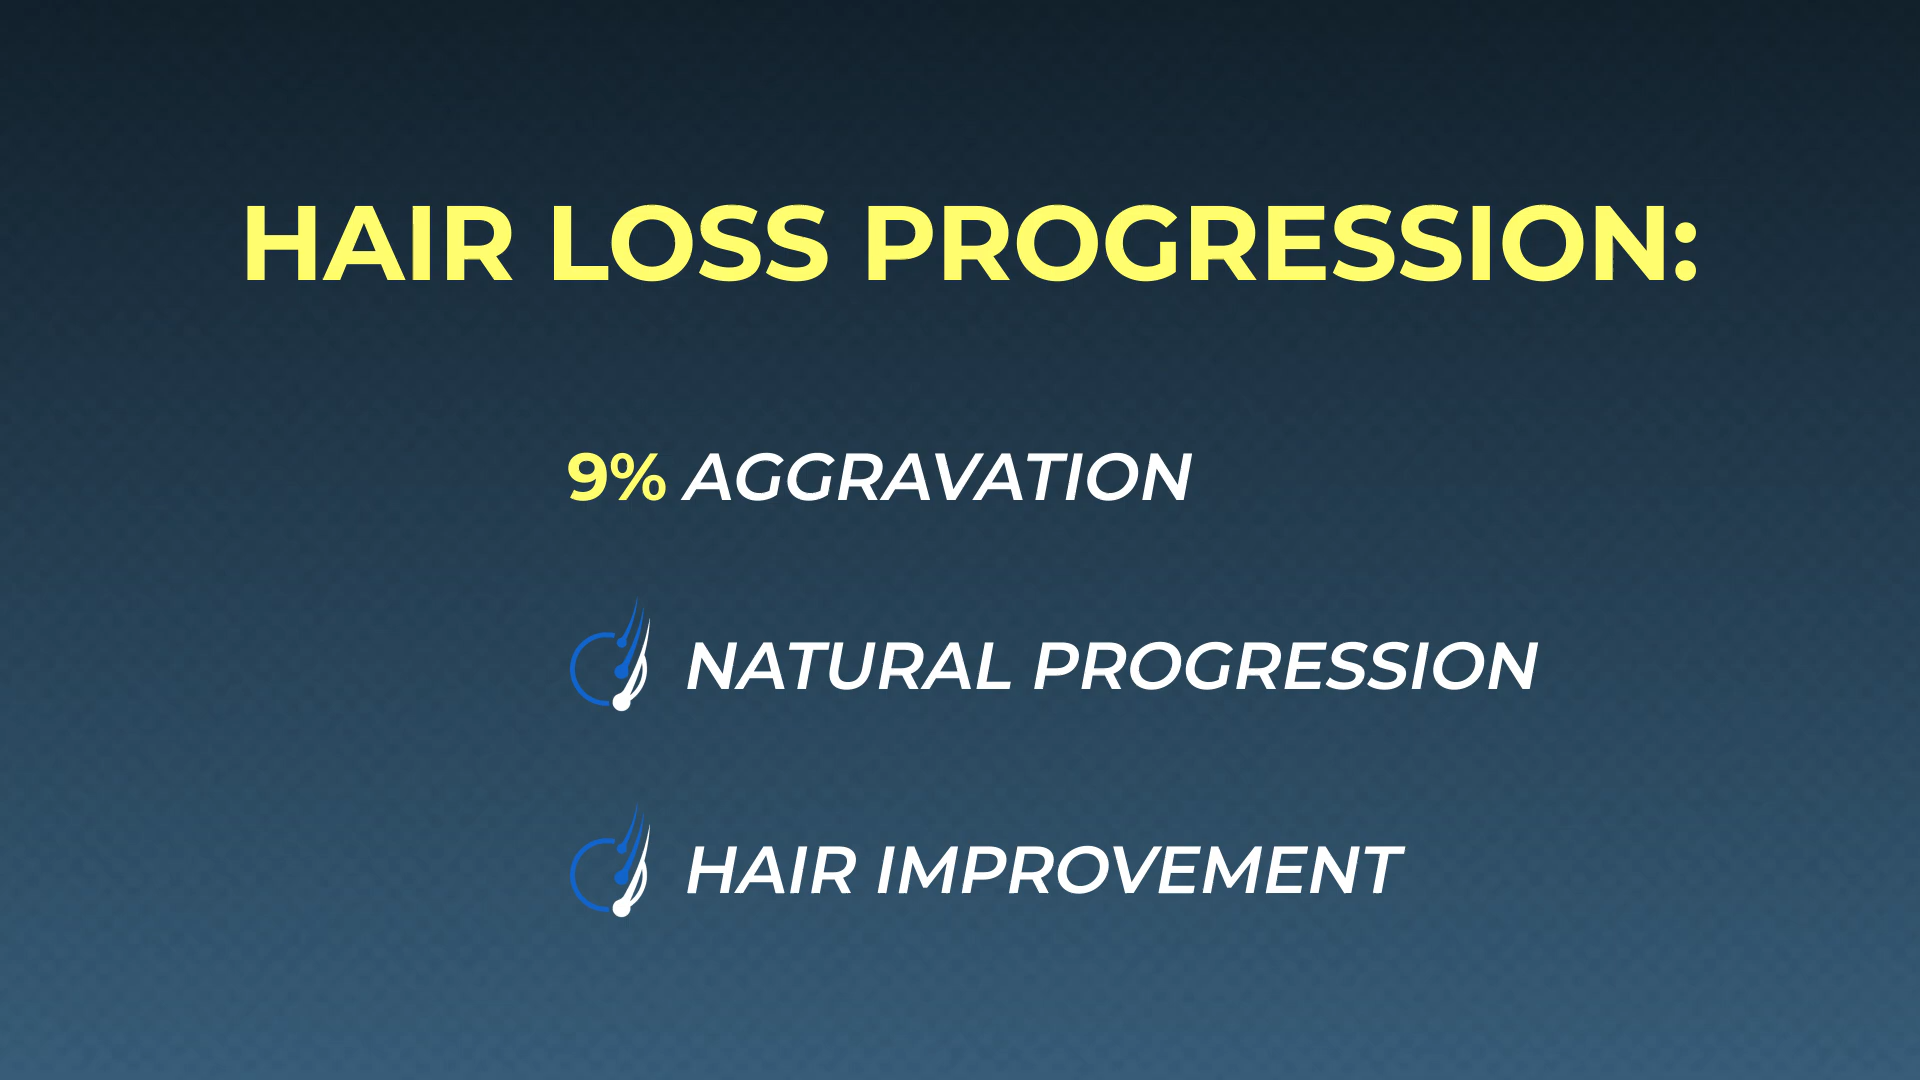 HAIR LOSS PROGRESSION:
9% AGGRAVATION
NATURAL PROGRESSION
HAIR IMPROVEMENT